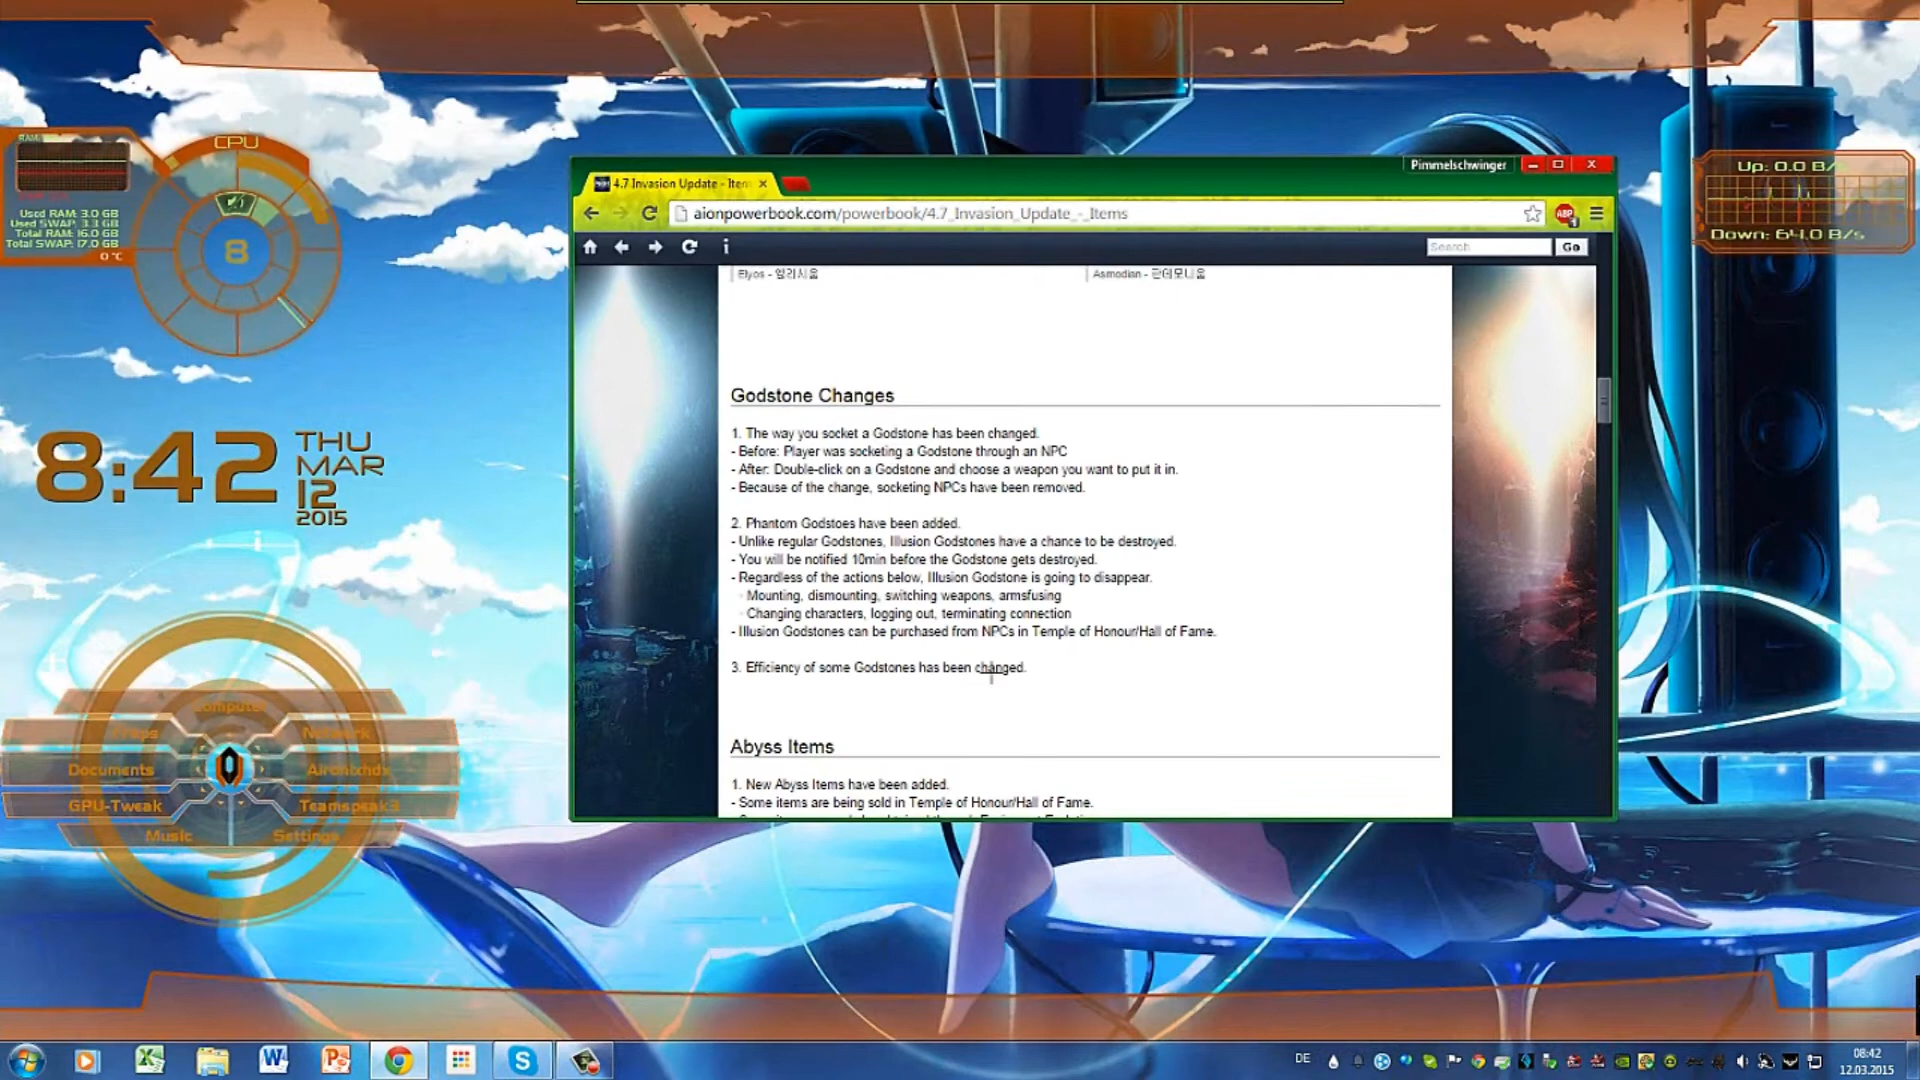 Pimmelschwinger
4.7 Invasion Update - Item
aionpowerbook.com/powerbook/4.7_Invasion_Update_-_Items
ABP
Search
Go
Elyos - 엘리시움
Asmodian - 판데모니움
Godstone Changes
1. The way you socket a Godstone has been changed.
- Before: Player was socketing a Godstone through an NPC
- After: Double-click on a Godstone and choose a weapon you want to put it in.
- Because of the change, socketing NPCs have been removed.
2. Phantom Godstoes have been added.
- Unlike regular Godstones, Illusion Godstones have a chance to be destroyed.
- You will be notified 10min before the Godstone gets destroyed.
- Regardless of the actions below, Illusion Godstone is going to disappear.
Mounting, dismounting, switching weapons, armsfusing
Changing characters, logging out, terminating connection
- Illusion Godstones can be purchased from NPCs in Temple of Honour/Hall of Fame.
3. Efficiency of some Godstones has been changed.
Abyss Items
1. New Abyss Items have been added.
- Some items are being sold in Temple of Honour/Hall of Fame.
RAM
Used RAM: 3.0 GB
Used SWAP: 3.3 GB
Total RAM: 16.0 GB
Total SWAP: 17.0 GB
0°C
CPU
8
Up: 0.0 B/s
Down: 64.0 B/s
8:42
THU
MAR
12
2015
Computer
Fraps
Network
Documents
GPU-Tweak
Teamspeak3
Music
Settings
DE
08:42
12.03.2015